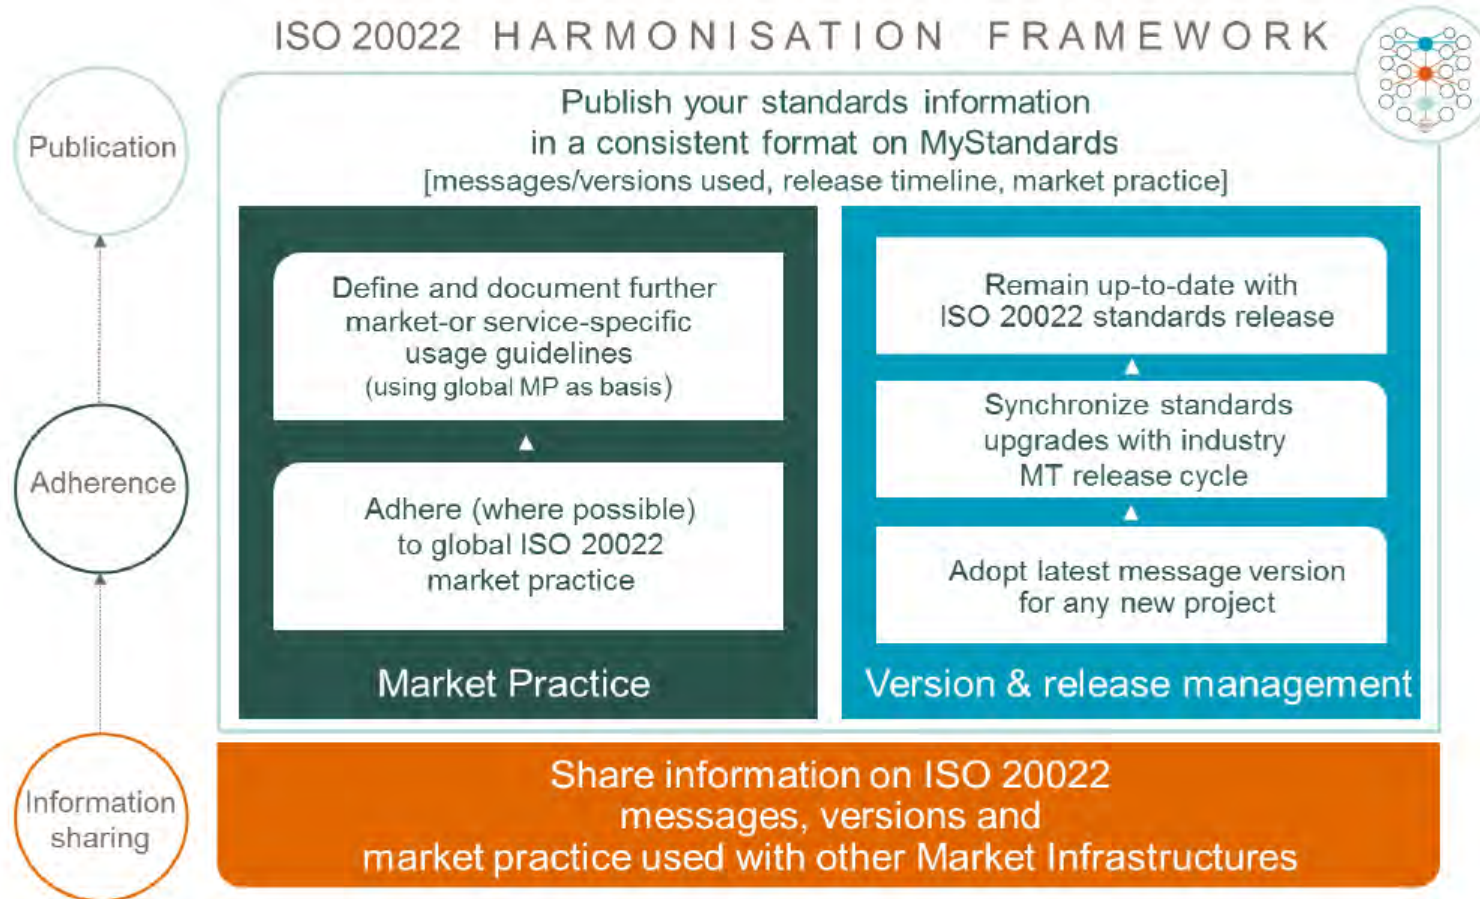 ISO 20022 HARMONISATION FRAMEWORK
Publication
Publish your standards information
in a consistent format on MyStandards
[messages/versions used, release timeline, market practice]
Define and document further
market-or service-specific
usage guidelines
(using global MP as basis)
Adhere (where possible)
to global ISO 20022
market practice
Market Practice
Remain up-to-date with
ISO 20022 standards release
Synchronize standards
upgrades with industry
MT release cycle
Adopt latest message version
for any new project
Version & release management
Adherence
Information
sharing
Share information on ISO 20022
messages, versions and
market practice used with other Market Infrastructures